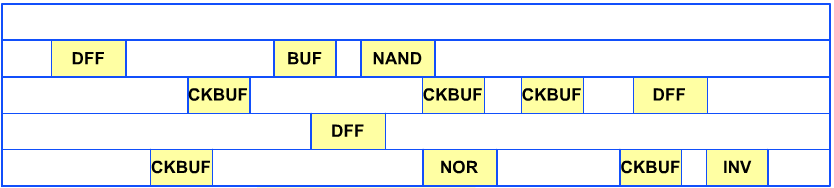 DFF BUF NAND
CKBUF CKBUF CKBUF DFF
DFF
CKBUF NOR CKBUF INV